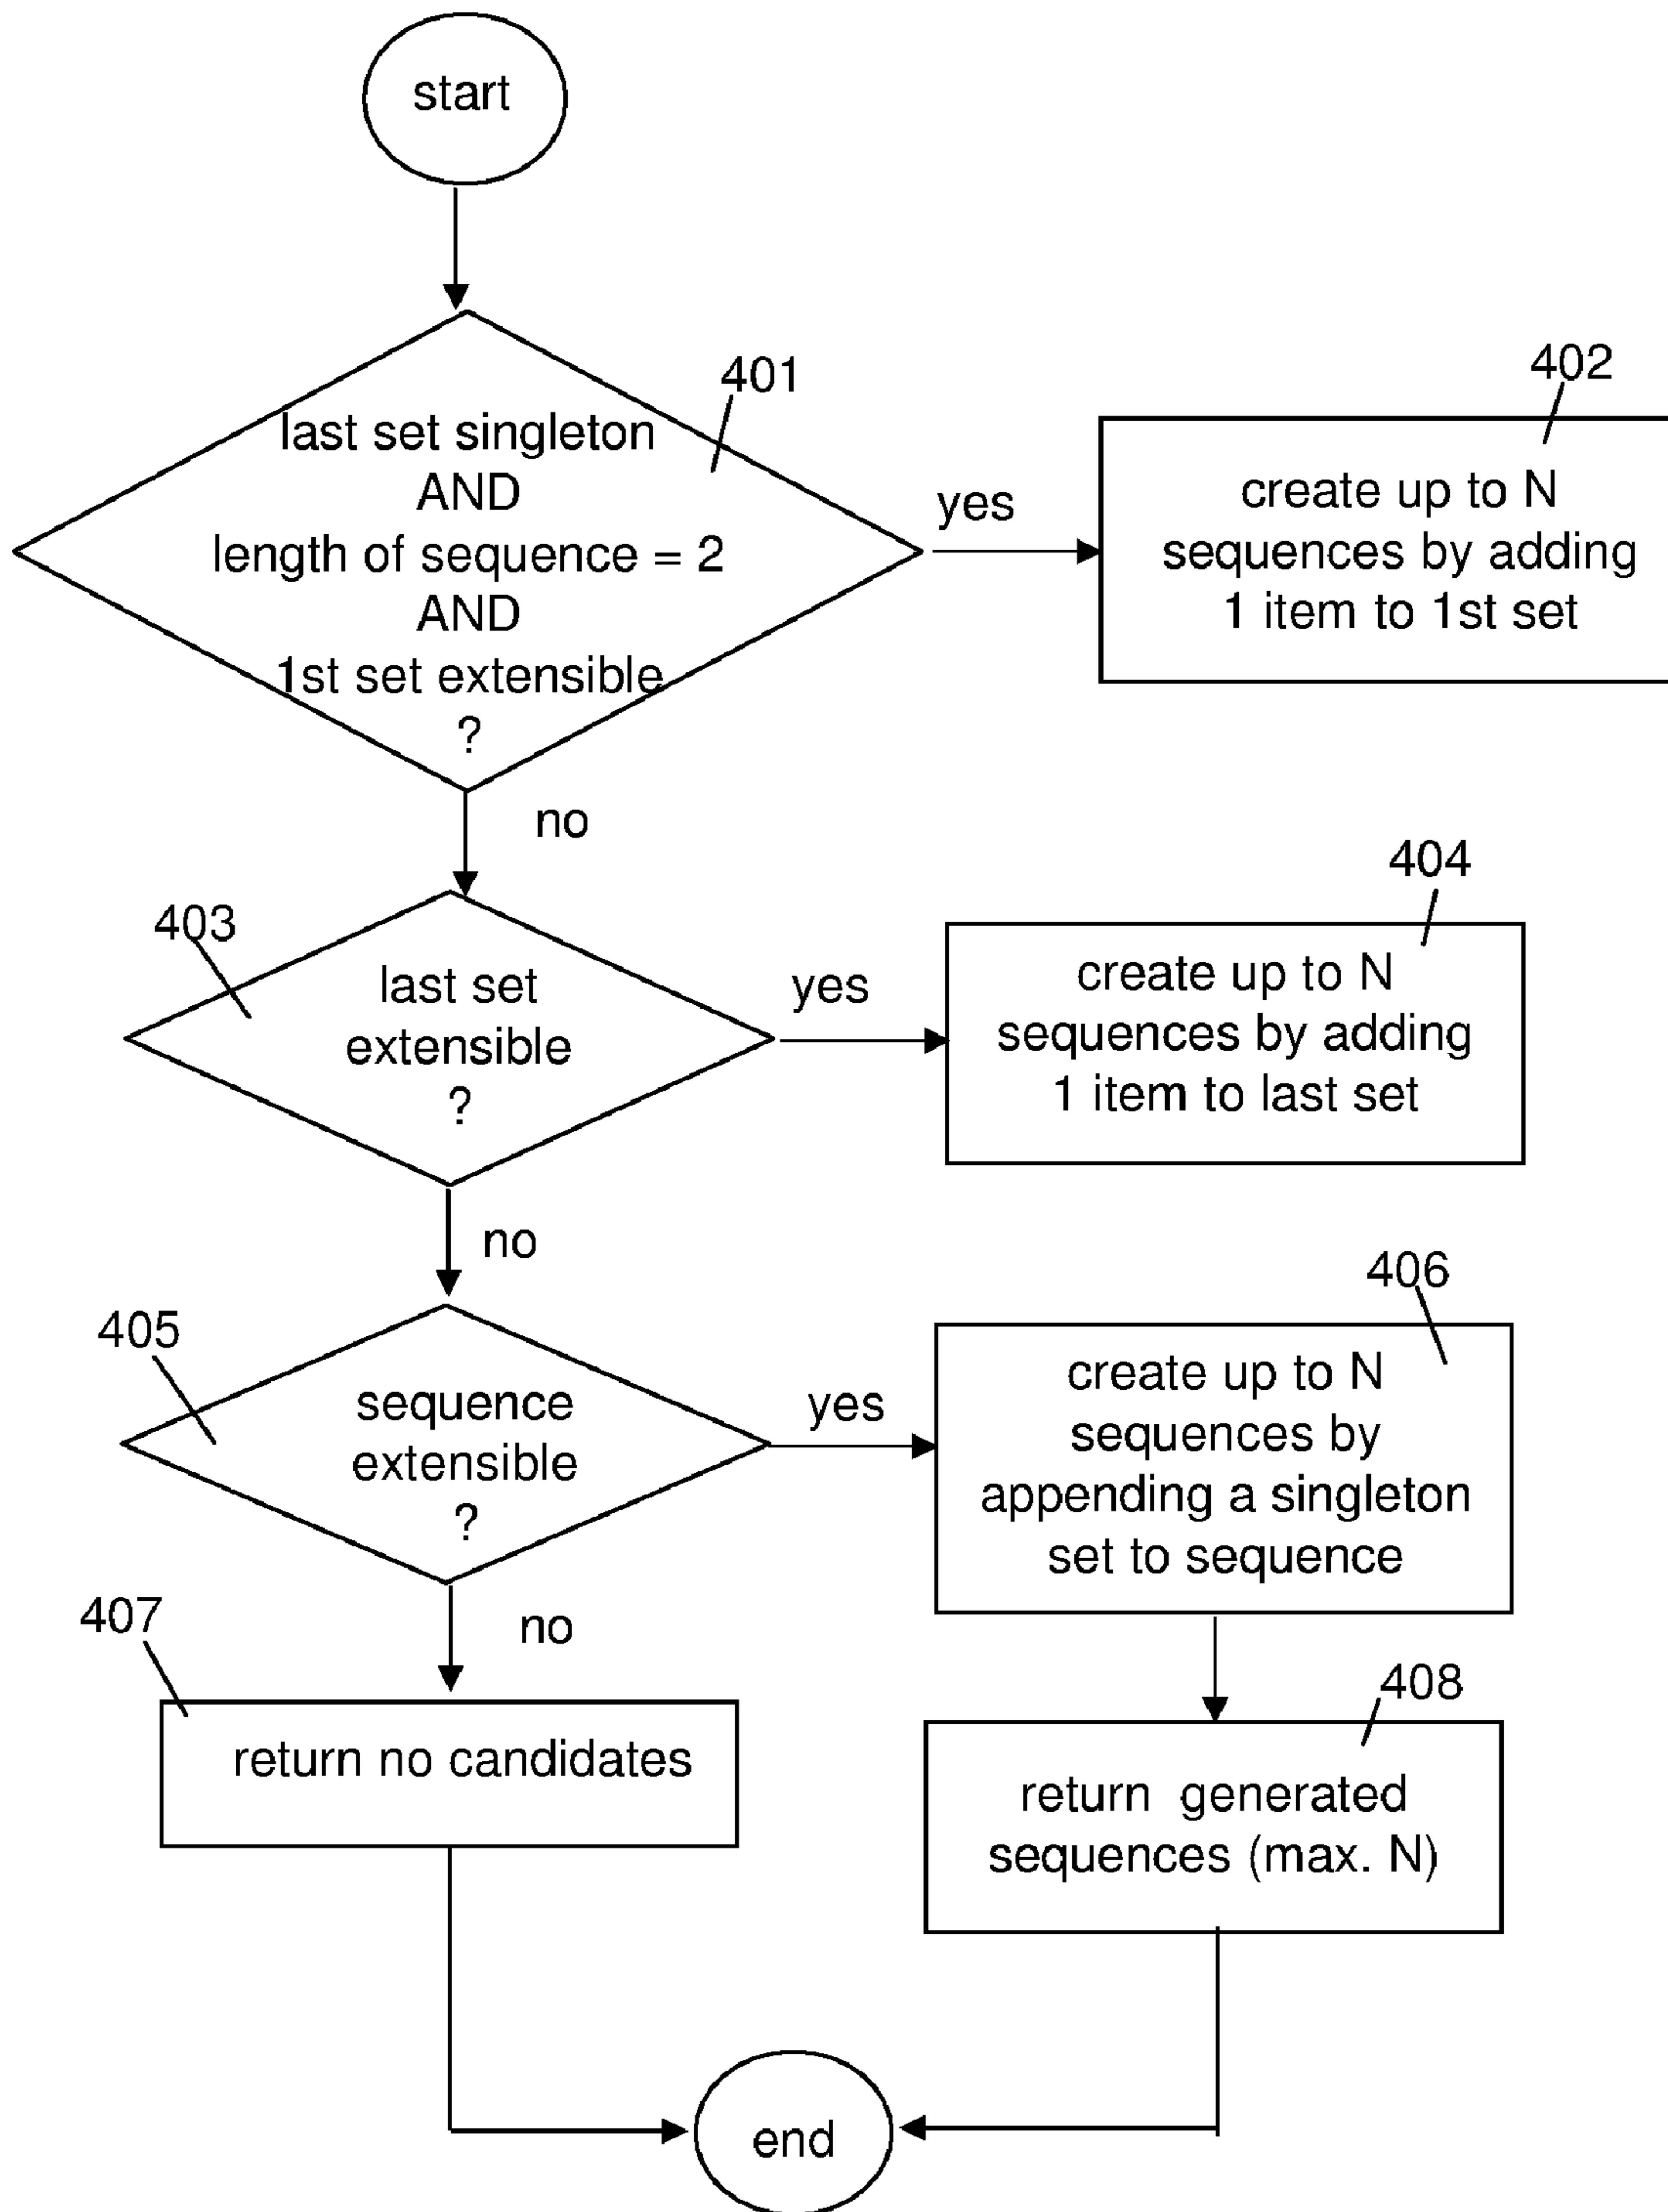 start
401
last set singleton
AND
length of sequence = 2
AND
1st set extensible
?
yes
402
create up to N
sequences by adding
1 item to 1st set
no
403
last set
extensible
?
yes
404
create up to N
sequences by adding
1 item to last set
no
405
sequence
extensible
?
yes
406
create up to N
sequences by
appending a singleton
set to sequence
no
407
return no candidates
408
return generated
sequences (max. N)
end